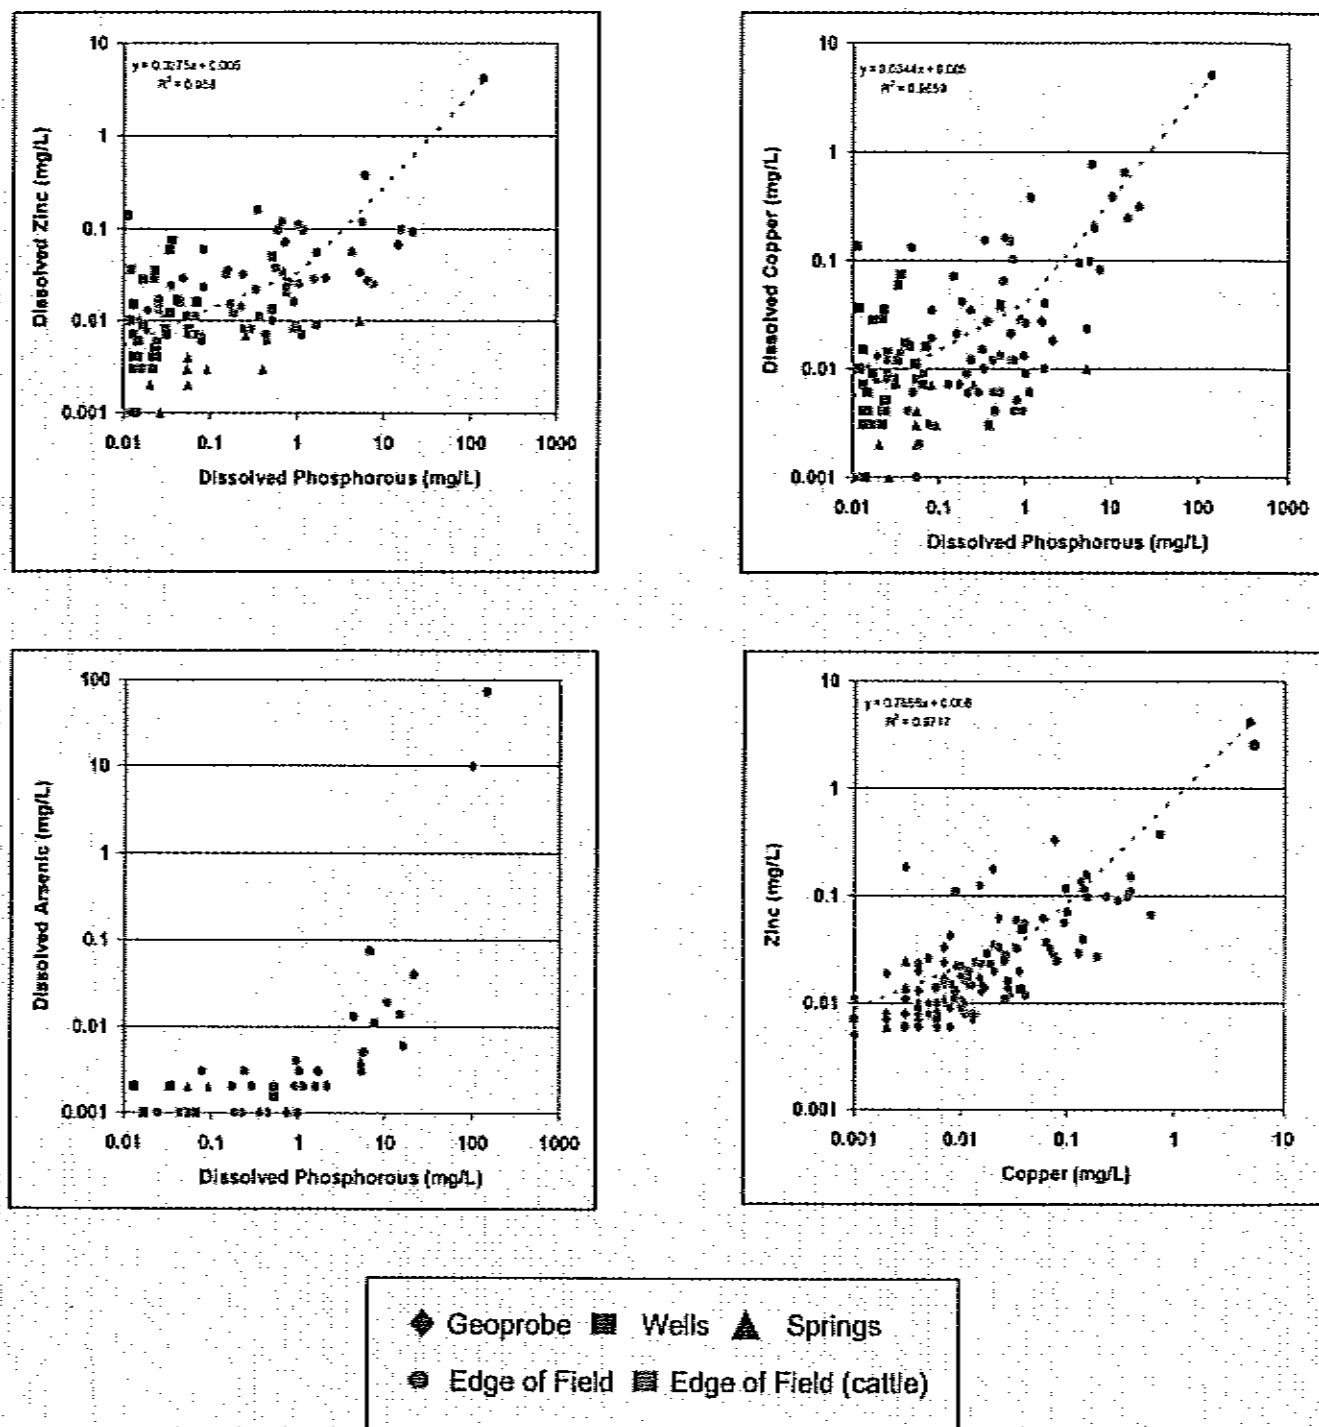 10
1
0.1
0.01
0.001
Dissolved Zinc (mg/L)
0.01 0.1 1 10 100 1000
Dissolved Phosphorous (mg/L)
10
1
0.1
0.01
0.001
Dissolved Copper (mg/L)
0.01 0.1 1 10 100 1000
Dissolved Phosphorous (mg/L)
100
10
1
0.1
0.01
0.001
Dissolved Arsenic (mg/L)
0.01 0.1 1 10 100 1000
Dissolved Phosphorous (mg/L)
10
1
0.1
0.01
0.001
Zinc (mg/L)
0.001 0.01 0.1 1 10
Copper (mg/L)
Geoprobe Wells Springs
Edge of Field Edge of Field (cattle)